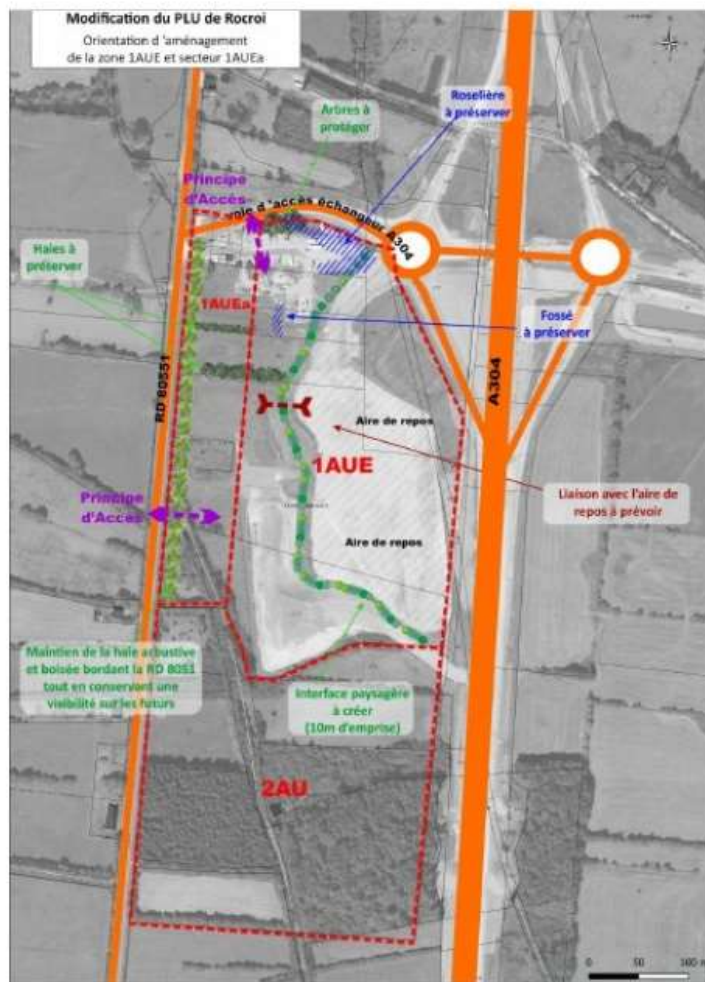 Modification du PLU de Rocroi
Orientation d 'aménagement
de la zone 1AUE et secteur 1AUEa
Arbres à
protéger
Roselière
à préserver
Principe
d'Accès
voie d 'accès échangeur A304
Haies à
préserver
1AUEa
Fossé
à préserver
RD 80551
A304
Aire de repos
1AUE
Liaison avec l'aire de
repos à prévoir
Principe
d'Accès
Aire de repos
Maintien de la haie arbustive
et boisée bordant la RD 8051
tout en conservant une
visibilité sur les futurs
Interface paysagère
à créer
(10m d'emprise)
2AU
0 50 100 m